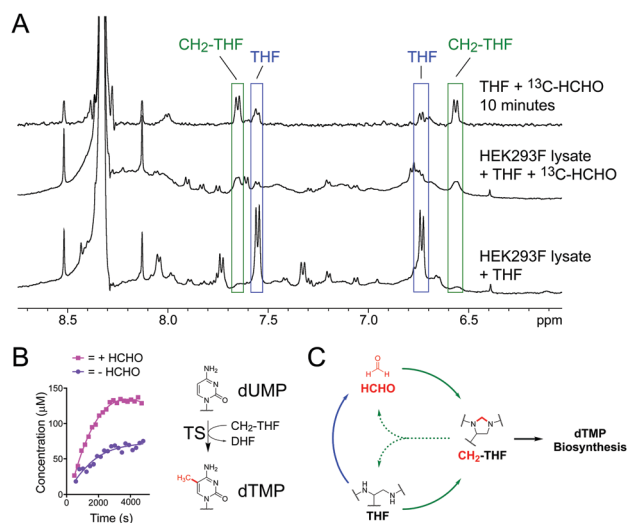 A
CH2-THF
THF
THF
CH2-THF
THF + 13C-HCHO
10 minutes
HEK293F lysate
+ THF + 13C-HCHO
HEK293F lysate
+ THF
8.5
8.0
7.5
7.0
6.5
ppm
B
= + HCHO
= - HCHO
Concentration (µM)
150
100
50
0
0
2000
4000
Time (s)
NH2
N
N
O
dUMP
TS
CH2-THF
DHF
NH2
H3C
N
N
O
dTMP
C
O
H
H
HCHO
N
N
CH2-THF
dTMP
Biosynthesis
H
N
N
H
THF